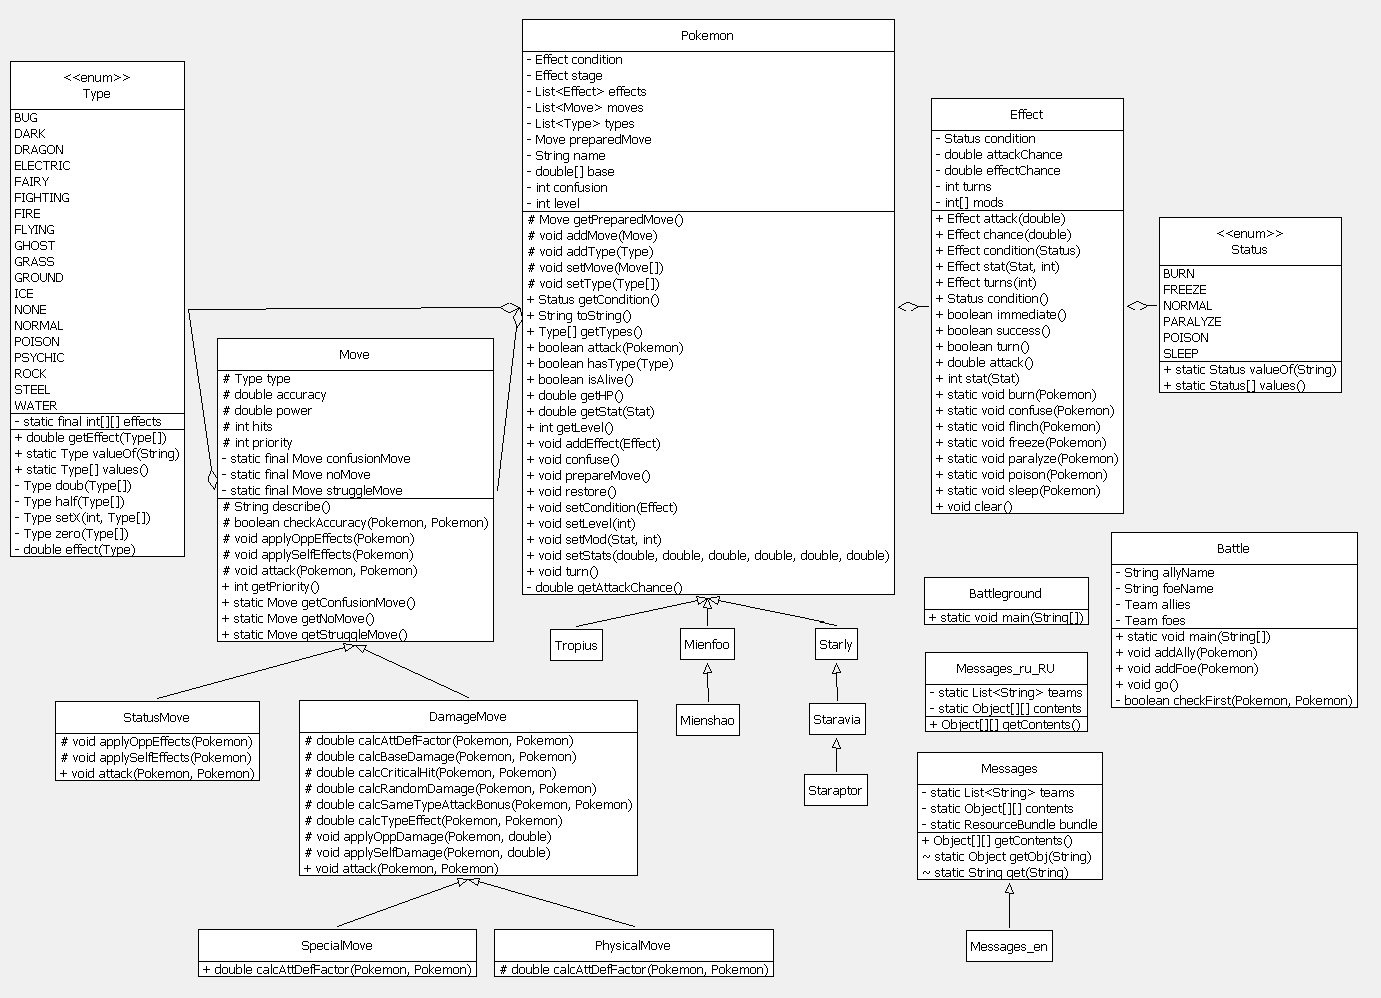 <<enum>>
Type
BUG
DARK
DRAGON
ELECTRIC
FAIRY
FIGHTING
FIRE
FLYING
GHOST
GRASS
GROUND
ICE
NONE
NORMAL
POISON
PSYCHIC
ROCK
STEEL
WATER
- static final int[][] effects
+ double getEffect(Type[])
+ static Type valueOf(String)
+ static Type[] values()
- Type doub(Type[])
- Type half(Type[])
- Type setX(int, Type[])
- Type zero(Type[])
- double effect(Type)
Move
# Type type
# double accuracy
# double power
# int hits
# int priority
- static final Move confusionMove
- static final Move noMove
- static final Move struggleMove
# String describe()
# boolean checkAccuracy(Pokemon, Pokemon)
# void applyOppEffects(Pokemon)
# void applySelfEffects(Pokemon)
# void attack(Pokemon, Pokemon)
+ int getPriority()
+ static Move getConfusionMove()
+ static Move getNoMove()
+ static Move getStruggleMove()
Pokemon
- Effect condition
- Effect stage
- List<Effect> effects
- List<Move> moves
- List<Type> types
- Move preparedMove
- String name
- double[] base
- int confusion
- int level
# Move getPreparedMove()
# void addMove(Move)
# void addType(Type)
# void setMove(Move[])
# void setType(Type[])
+ Status getCondition()
+ String toString()
+ Type[] getTypes()
+ boolean attack(Pokemon)
+ boolean hasType(Type)
+ boolean isAlive()
+ double getHP()
+ double getStat(Stat)
+ int getLevel()
+ void addEffect(Effect)
+ void confuse()
+ void prepareMove()
+ void restore()
+ void setCondition(Effect)
+ void setLevel(int)
+ void setMod(Stat, int)
+ void setStats(double, double, double, double, double, double)
+ void turn()
- double getAttackChance()
Effect
- Status condition
- double attackChance
- double effectChance
- int turns
- int[] mods
+ Effect attack(double)
+ Effect chance(double)
+ Effect condition(Status)
+ Effect stat(Stat, int)
+ Effect turns(int)
+ Status condition()
+ boolean immediate()
+ boolean success()
+ boolean turn()
+ double attack()
+ int stat(Stat)
+ static void burn(Pokemon)
+ static void confuse(Pokemon)
+ static void flinch(Pokemon)
+ static void freeze(Pokemon)
+ static void paralyze(Pokemon)
+ static void poison(Pokemon)
+ static void sleep(Pokemon)
+ void clear()
<<enum>>
Status
BURN
FREEZE
NORMAL
PARALYZE
POISON
SLEEP
+ static Status valueOf(String)
+ static Status[] values()
Battle
- String allyName
- String foeName
- Team allies
- Team foes
+ static void main(String[])
+ void addAlly(Pokemon)
+ void addFoe(Pokemon)
+ void go()
- boolean checkFirst(Pokemon, Pokemon)
Battleground
+ static void main(String[])
Messages_ru_RU
- static List<String> teams
- static Object[][] contents
+ Object[][] getContents()
Messages
- static List<String> teams
- static Object[][] contents
- static ResourceBundle bundle
+ Object[][] getContents()
~ static Object getObj(String)
~ static String get(String)
Messages_en
Tropius
Mienfoo
Starly
Mienshao
Staravia
Staraptor
StatusMove
# void applyOppEffects(Pokemon)
# void applySelfEffects(Pokemon)
+ void attack(Pokemon, Pokemon)
DamageMove
# double calcAttDefFactor(Pokemon, Pokemon)
# double calcBaseDamage(Pokemon, Pokemon)
# double calcCriticalHit(Pokemon, Pokemon)
# double calcRandomDamage(Pokemon, Pokemon)
# double calcSameTypeAttackBonus(Pokemon, Pokemon)
# double calcTypeEffect(Pokemon, Pokemon)
# void applyOppDamage(Pokemon, double)
# void applySelfDamage(Pokemon, double)
+ void attack(Pokemon, Pokemon)
SpecialMove
+ double calcAttDefFactor(Pokemon, Pokemon)
PhysicalMove
# double calcAttDefFactor(Pokemon, Pokemon)